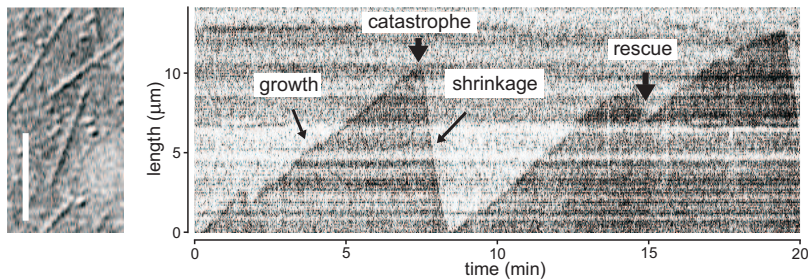 catastrophe
rescue
growth
shrinkage
length (μm)
10
5
0
0 5 10 15 20
time (min)